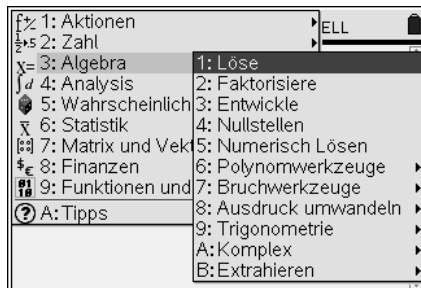 1: Aktionen
ELL
2: Zahl
3: Algebra
4: Analysis
5: Wahrscheinlich
6: Statistik
7: Matrix und Vekt
8: Finanzen
9: Funktionen und
A: Tipps
1: Löse
2: Faktorisiere
3: Entwickle
4: Nullstellen
5: Numerisch Lösen
6: Polynomwerkzeuge
7: Bruchwerkzeuge
8: Ausdruck umwandeln
9: Trigonometrie
A: Komplex
B: Extrahieren